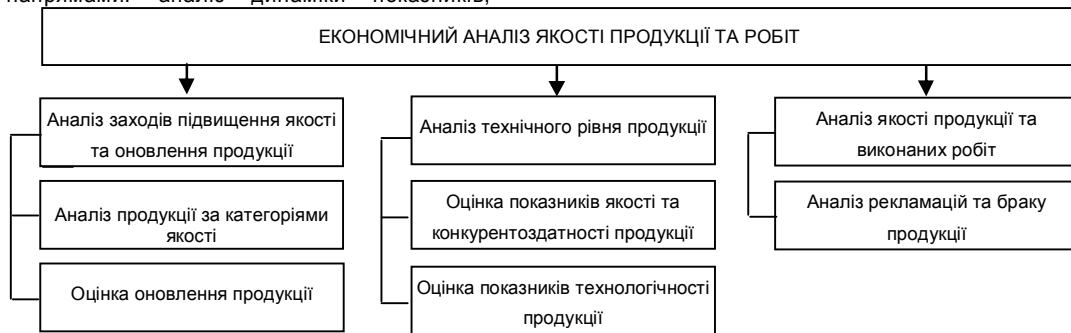 напрямами: аналіз динаміки показників,
ЕКОНОМІЧНИЙ АНАЛІЗ ЯКОСТІ ПРОДУКЦІЇ ТА РОБІТ
Аналіз заходів підвищення якості
та оновлення продукції
Аналіз продукції за категоріями
якості
Оцінка оновлення продукції
Аналіз технічного рівня продукції
Оцінка показників якості та
конкурентоздатності продукції
Оцінка показників технологічності
продукції
Аналіз якості продукції та
виконаних робіт
Аналіз рекламацій та браку
продукції